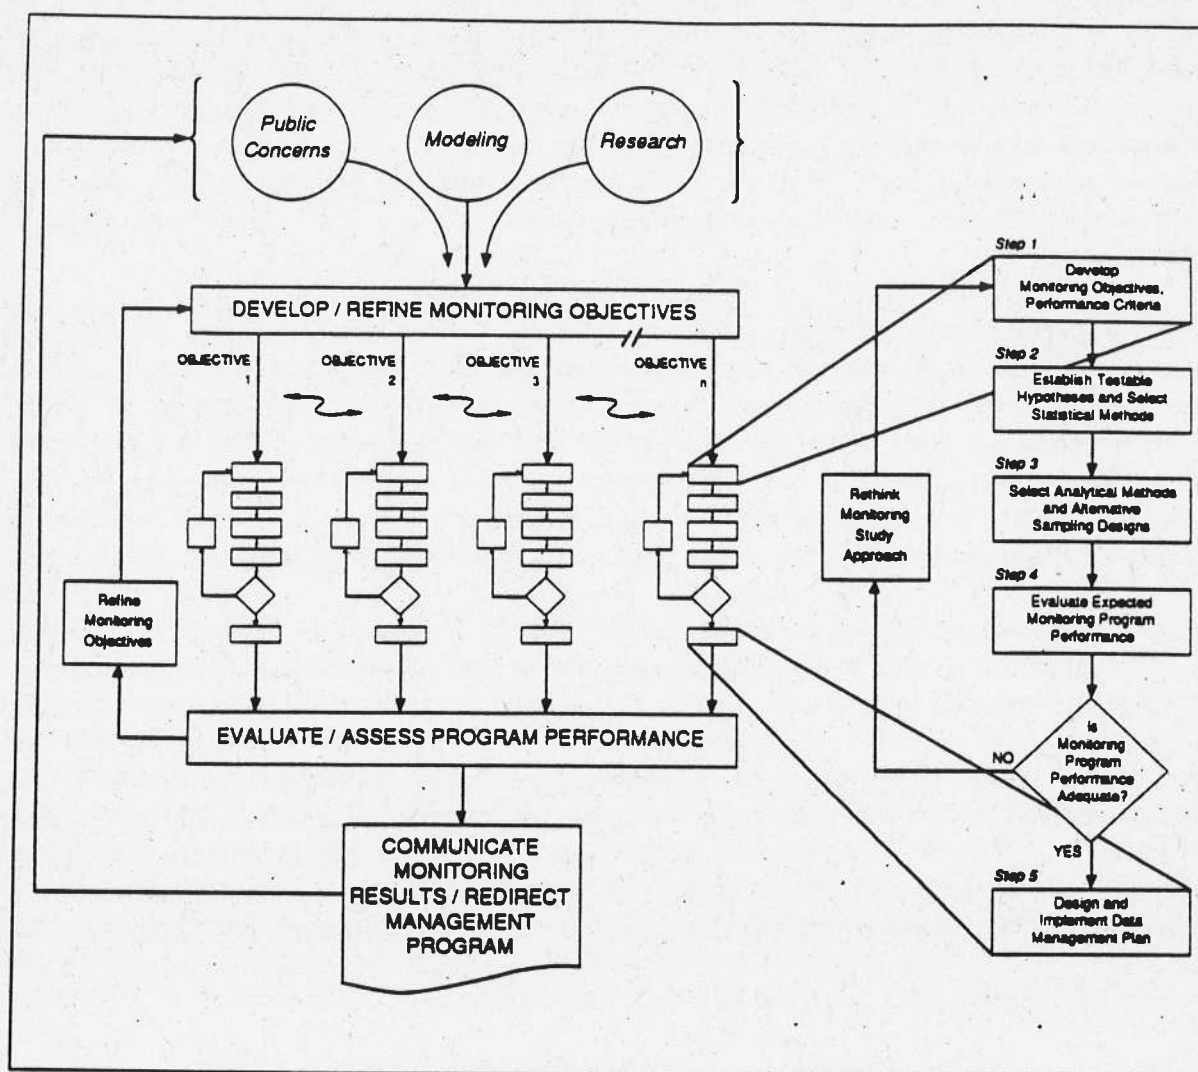 Public
Concerns
Modeling
Research
DEVELOP / REFINE MONITORING OBJECTIVES
OBJECTIVE
1
OBJECTIVE
2
OBJECTIVE
3
OBJECTIVE
n
Refine
Monitoring
Objectives
EVALUATE / ASSESS PROGRAM PERFORMANCE
COMMUNICATE
MONITORING
RESULTS / REDIRECT
MANAGEMENT
PROGRAM
Step 1
Develop
Monitoring Objectives,
Performance Criteria
Step 2
Establish Testable
Hypotheses and Select
Statistical Methods
Step 3
Select Analytical Methods
and Alternative
Sampling Designs
Rethink
Monitoring
Study
Approach
Step 4
Evaluate Expected
Monitoring Program
Performance
Is
Monitoring
Program
Performance
Adequate?
NO
YES
Step 5
Design and
Implement Data
Management Plan